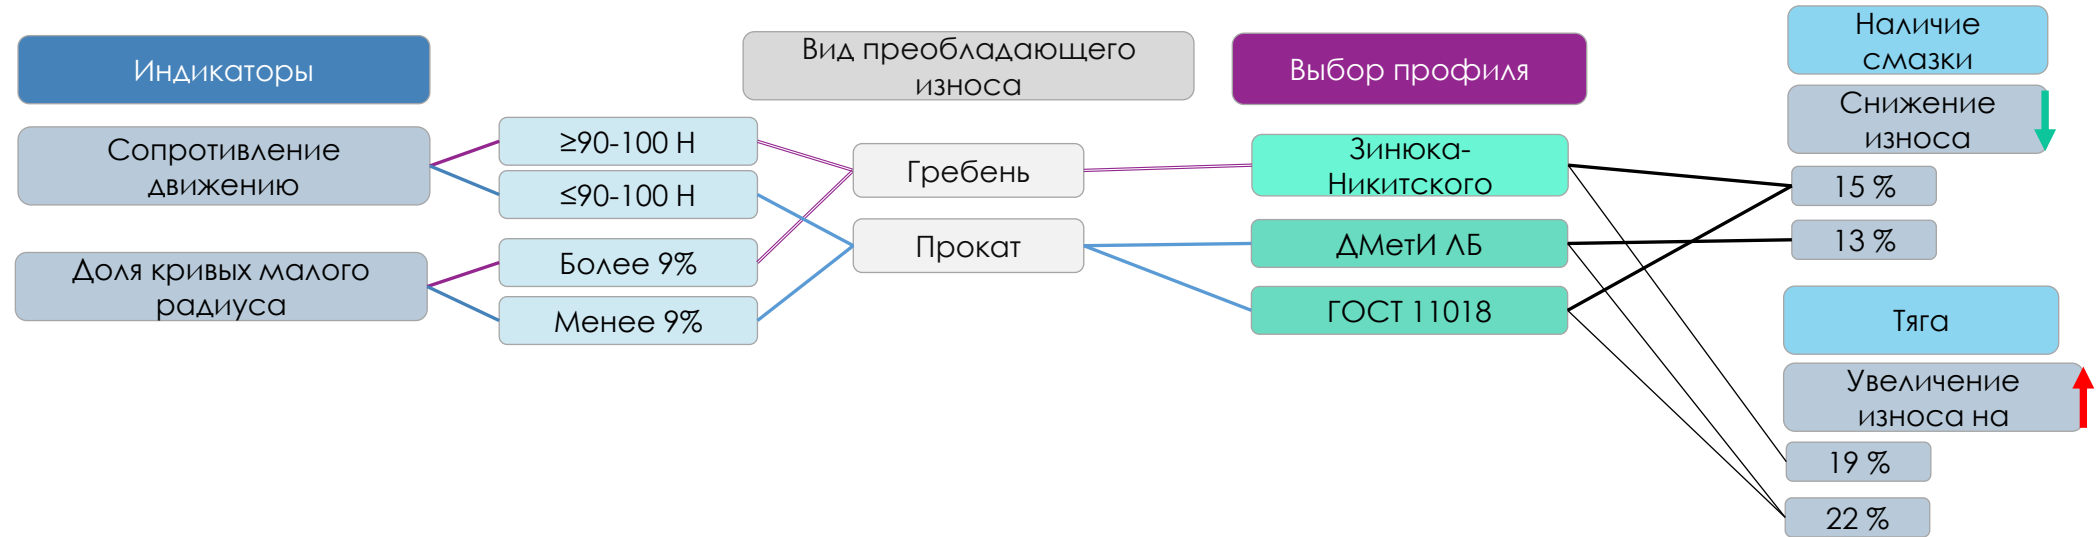 Индикаторы
Сопротивление
движению
Доля кривых малого
радиуса
≥90-100 Н
≤90-100 Н
Более 9%
Менее 9%
Вид преобладающего
износа
Гребень
Прокат
Выбор профиля
Зинюка-
Никитского
ДМетИ ЛБ
ГОСТ 11018
Наличие
смазки
Снижение
износа
15 %
13 %
Тяга
Увеличение
износа на
19 %
22 %